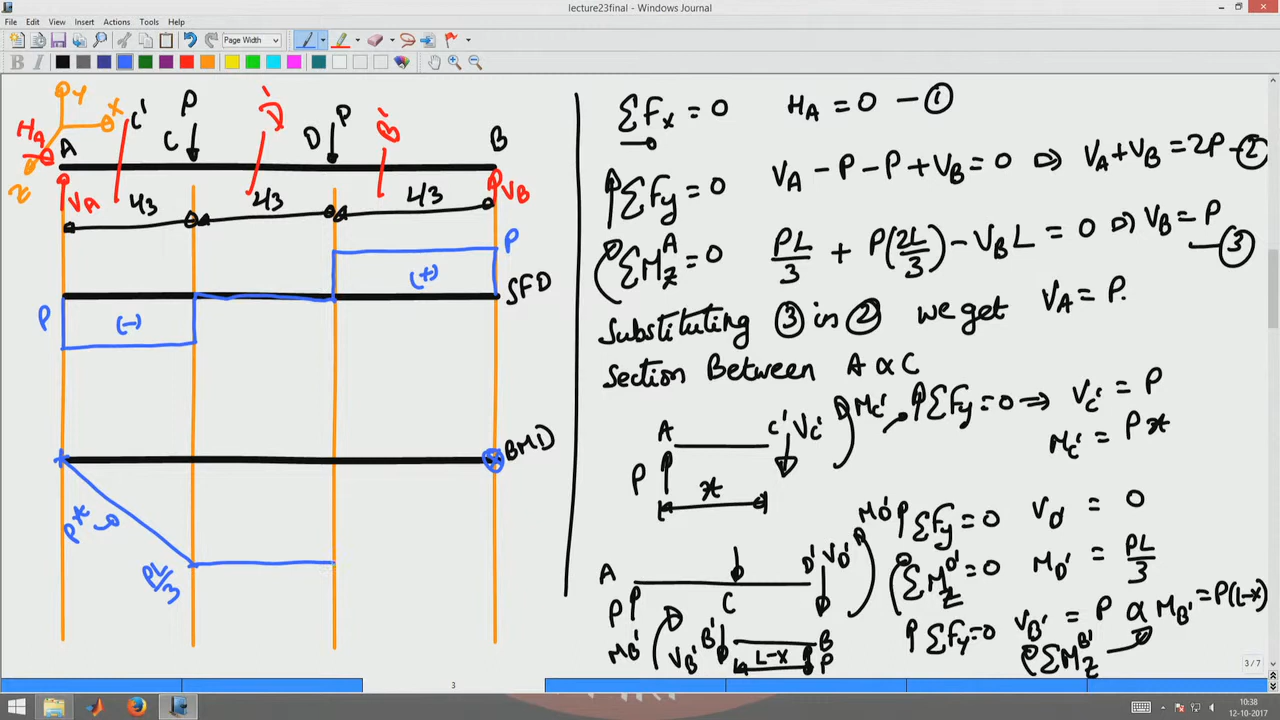 lecture23final - Windows Journal
File Edit View Insert Actions Tools Help
Page Width
B I
Y
X
Z
HA
A
C'
P
C
D'
D
P
B'
B
VA
L/3
L/3
L/3
VB
P
(+)
SFD
P
(-)
BMD
Px
PL/3
ΣFx = 0 HA = 0 — ①
ΣFy = 0 VA - P - P + VB = 0 ⇒ VA + VB = 2P - ②
ΣM_z^A = 0 PL/3 + P(2L/3) - VB L = 0 ⇒ VB = P — ③
Substituting ③ in ② we get VA = P.
Section Between A & C
A C' VC' MC' ΣFy = 0 ⇒ VC' = P
P x MC' = Px
A P C D' VD' MD' ΣFy = 0 VD' = 0
ΣM_z^D' = 0 MD' = PL/3
MB' VB' B' L-x B P ΣFy = 0 VB' = P & MB' = P(L-x)
ΣM_z^B'
3
3 / 7
10:38
12-10-2017